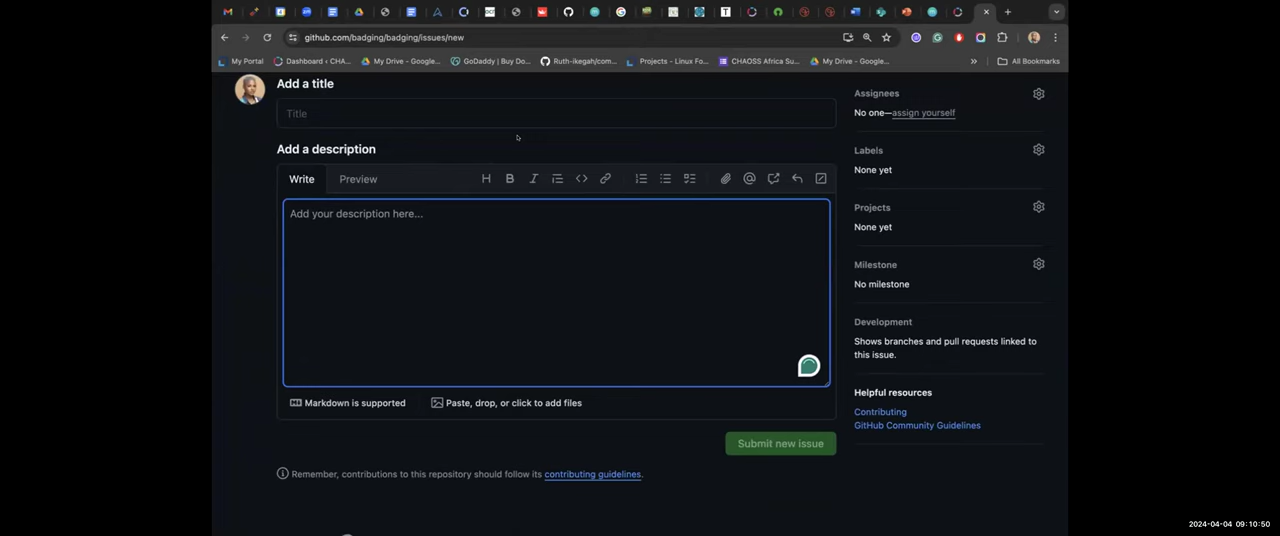 github.com/badging/badging/issues/new
My Portal
Dashboard ‹ CHA...
My Drive - Google...
GoDaddy | Buy Do...
Ruth-ikegah/com...
Projects - Linux Fo...
CHAOSS Africa Su...
My Drive - Google...
»
All Bookmarks
Add a title
Title
Add a description
Write
Preview
Add your description here...
Markdown is supported
Paste, drop, or click to add files
Submit new issue
Remember, contributions to this repository should follow its contributing guidelines.
Assignees
No one—assign yourself
Labels
None yet
Projects
None yet
Milestone
No milestone
Development
Shows branches and pull requests linked to
this issue.
Helpful resources
Contributing
GitHub Community Guidelines
2024-04-04 09:10:50